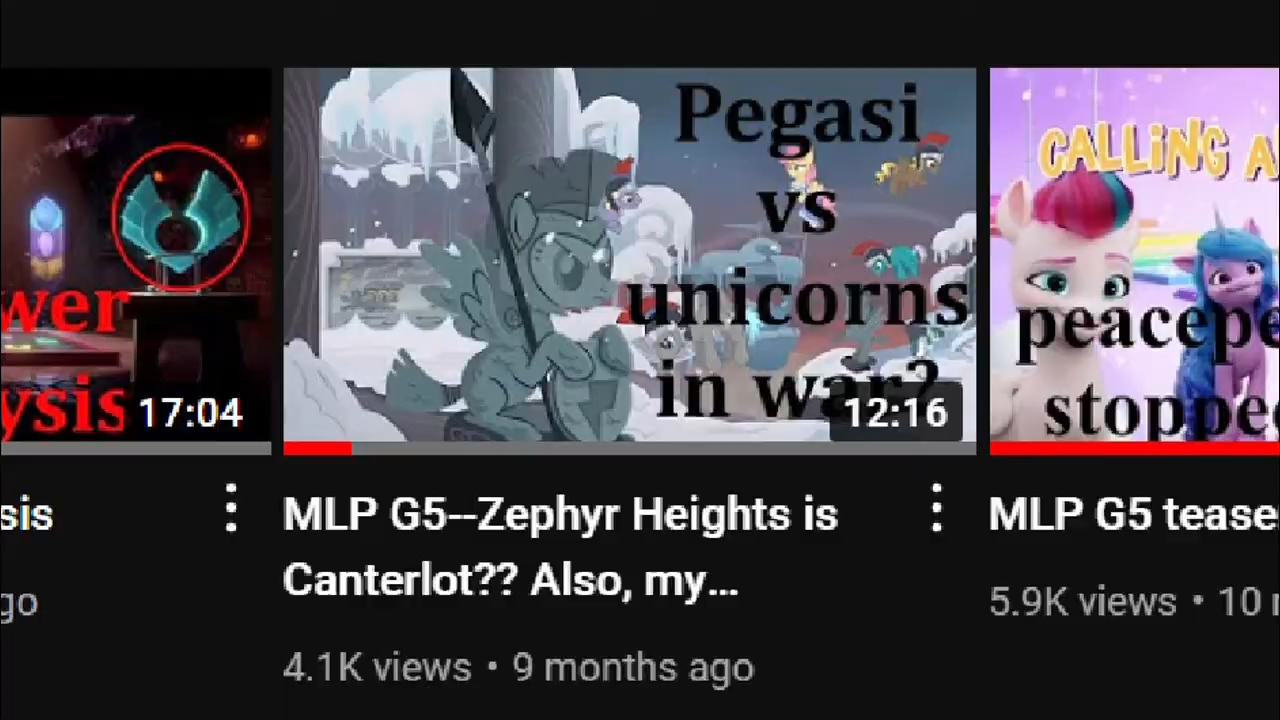 wer
ysis
17:04
sis
go
Pegasi
vs
unicorns
in war?
12:16
MLP G5--Zephyr Heights is
Canterlot?? Also, my...
4.1K views • 9 months ago
CALLING A
peacepe
stopped
MLP G5 tease
5.9K views • 10 m